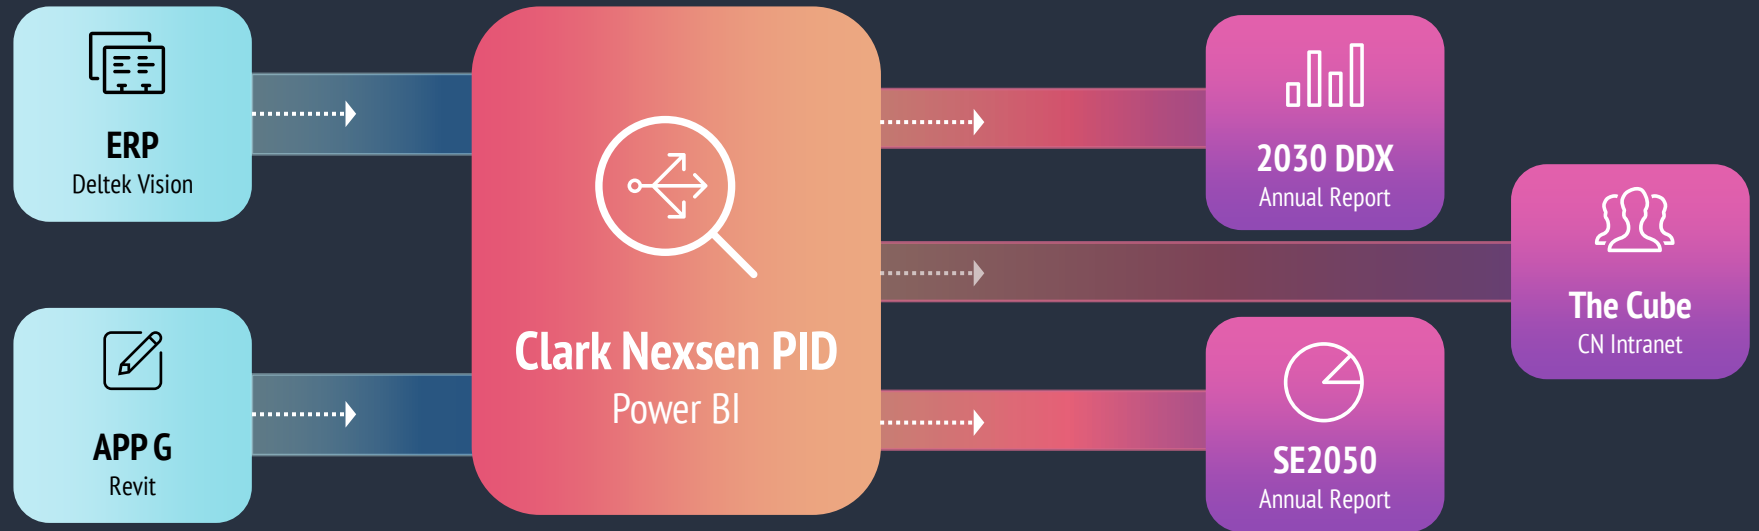 ERP
Deltek Vision
APP G
Revit
Clark Nexsen PID
Power BI
2030 DDX
Annual Report
The Cube
CN Intranet
SE2050
Annual Report